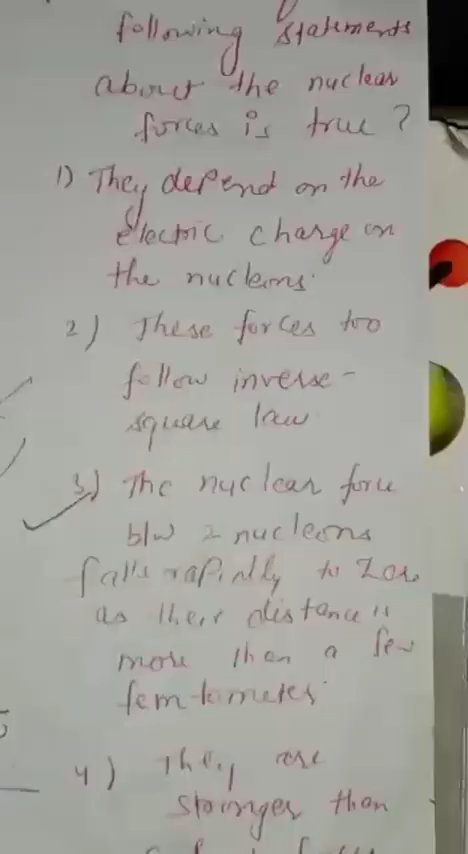 following statements
about the nuclear
forces is true ?
1) They depend on the
electric charge on
the nucleons.
2) These forces too
follow inverse-
square law
3) The nuclear force
b/w 2 nucleons
falls rapidly to
as their distance is
more than a few
femtometer
4) They are
stronger than